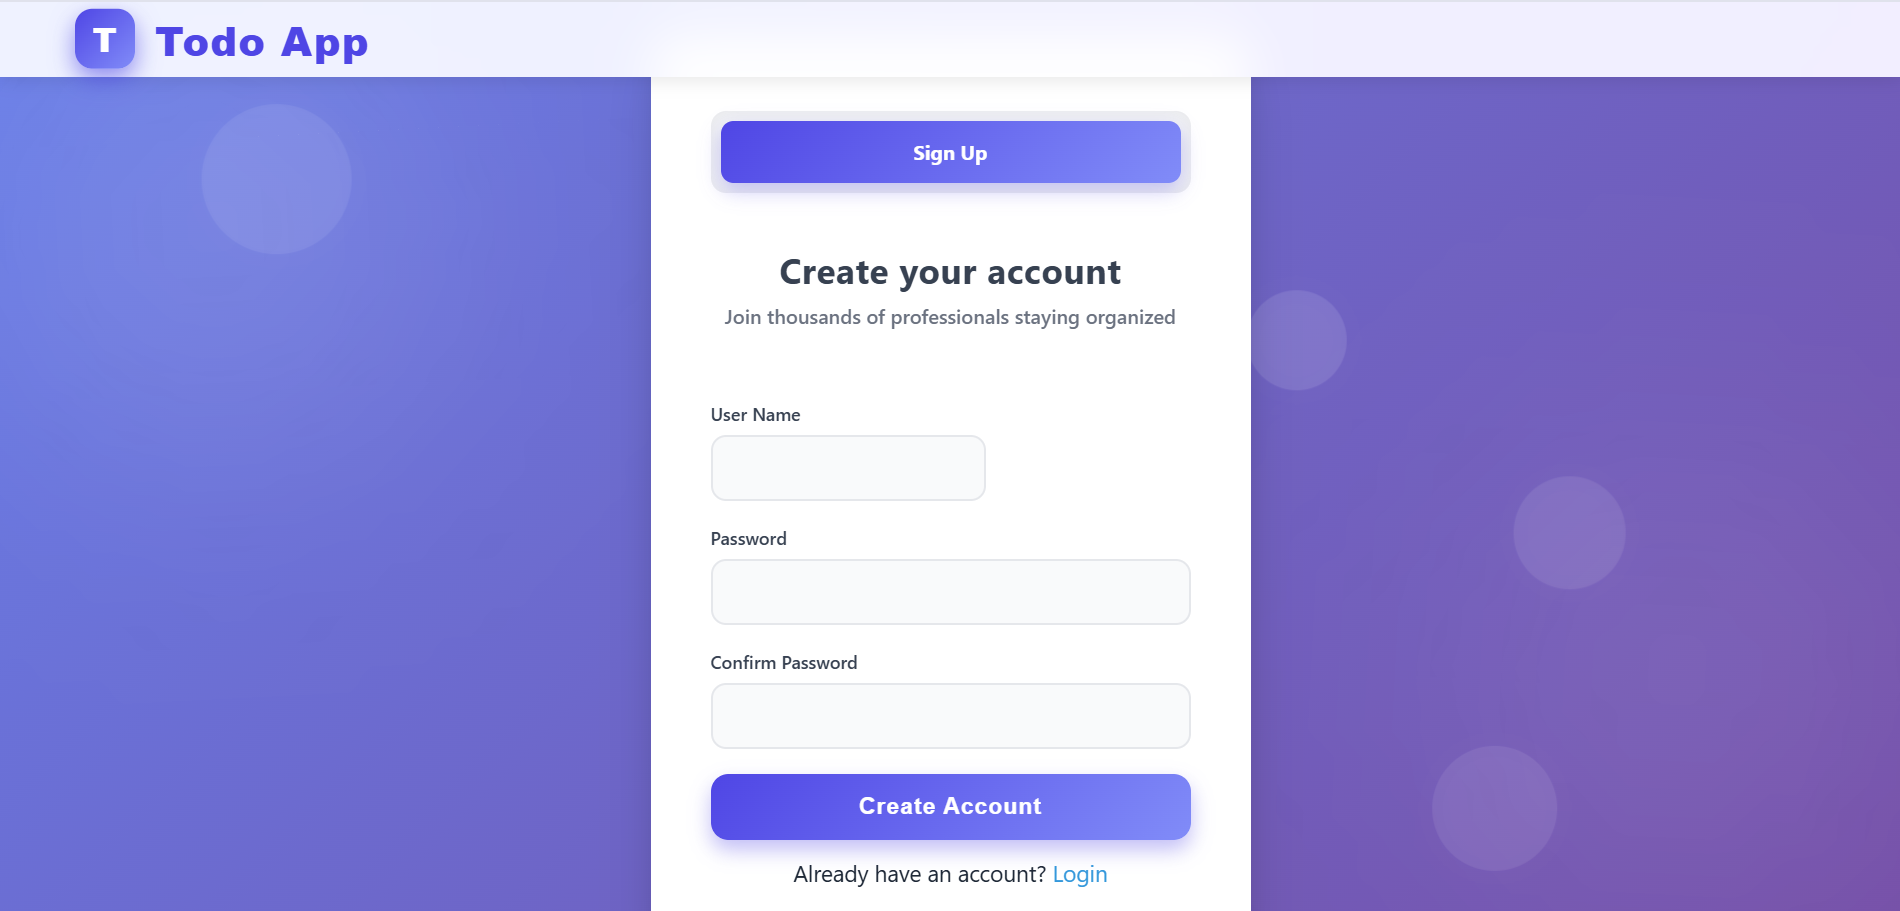 T Todo App
Sign Up
Create your account
Join thousands of professionals staying organized
User Name
Password
Confirm Password
Create Account
Already have an account? Login